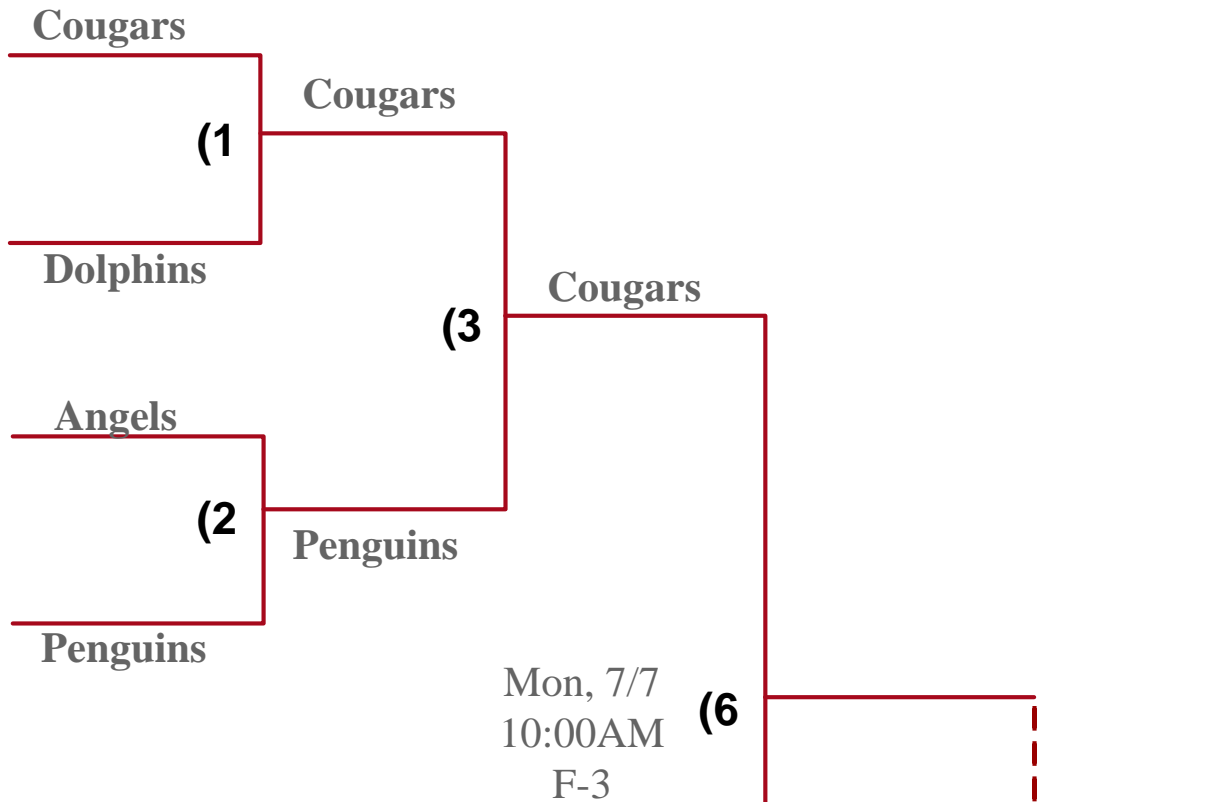 Cougars
Cougars
(1
Dolphins
Cougars
(3
Angels
(2
Penguins
Penguins
Mon, 7/7
10:00AM
F-3
(6